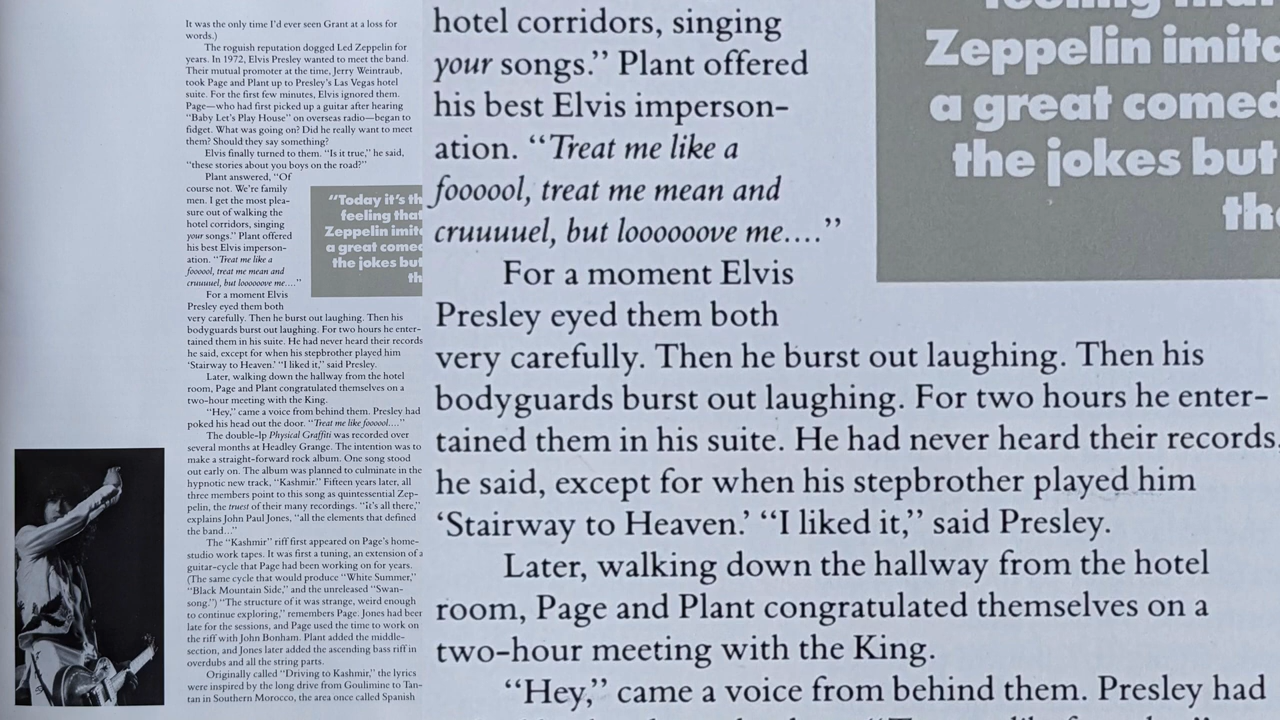 It was the only time I'd ever seen Grant at a loss for
words.)
The roguish reputation dogged Led Zeppelin for
years. In 1972, Elvis Presley wanted to meet the band.
Their mutual promoter at the time, Jerry Weintraub,
took Page and Plant up to Presley's Las Vegas hotel
suite. For the first few minutes, Elvis ignored them.
Page—who had first picked up a guitar after hearing
"Baby Let's Play House" on overseas radio—began to
fidget. What was going on? Did he really want to meet
them? Should they say something?
Elvis finally turned to them. "Is it true," he said,
"these stories about you boys on the road?"
Plant answered, "Of
course not. We're family
men. I get the most plea-
sure out of walking the
hotel corridors, singing
your songs." Plant offered
his best Elvis imperson-
ation. "Treat me like a
foooool, treat me mean and
cruuuuel, but loooooove me...."
For a moment Elvis
Presley eyed them both
very carefully. Then he burst out laughing. Then his
bodyguards burst out laughing. For two hours he enter-
tained them in his suite. He had never heard their records
he said, except for when his stepbrother played him
'Stairway to Heaven.' "I liked it," said Presley.
Later, walking down the hallway from the hotel
room, Page and Plant congratulated themselves on a
two-hour meeting with the King.
"Hey," came a voice from behind them. Presley had
poked his head out the door. "Treat me like foooool...."
The double-lp Physical Graffiti was recorded over
several months at Headley Grange. The intention was to
make a straight-forward rock album. One song stood
out early on. The album was planned to culminate in the
hypnotic new track, "Kashmir." Fifteen years later, all
three members point to this song as quintessential Zep-
pelin, the truest of their many recordings. "it's all there,"
explains John Paul Jones, "all the elements that defined
the band..."
The "Kashmir" riff first appeared on Page's home-
studio work tapes. It was first a tuning, an extension of a
guitar-cycle that Page had been working on for years.
(The same cycle that would produce "White Summer,"
"Black Mountain Side," and the unreleased "Swan-
song.") "The structure of it was strange, weird enough
to continue exploring," remembers Page. Jones had been
late for the sessions, and Page used the time to work on
the riff with John Bonham. Plant added the middle-
section, and Jones later added the ascending bass riff in
overdubs and all the string parts.
Originally called "Driving to Kashmir," the lyrics
were inspired by the long drive from Goulimine to Tan-
tan in Southern Morocco, the area once called Spanish
"Today it's th
feeling that
Zeppelin imit
a great come
the jokes but
th
hotel corridors, singing
your songs." Plant offered
his best Elvis imperson-
ation. "Treat me like a
foooool, treat me mean and
cruuuuel, but looooooove me...."
For a moment Elvis
Presley eyed them both
very carefully. Then he burst out laughing. Then his
bodyguards burst out laughing. For two hours he enter-
tained them in his suite. He had never heard their records,
he said, except for when his stepbrother played him
'Stairway to Heaven.' "I liked it," said Presley.
Later, walking down the hallway from the hotel
room, Page and Plant congratulated themselves on a
two-hour meeting with the King.
"Hey," came a voice from behind them. Presley had
Zeppelin imita
a great comed
the jokes but
th